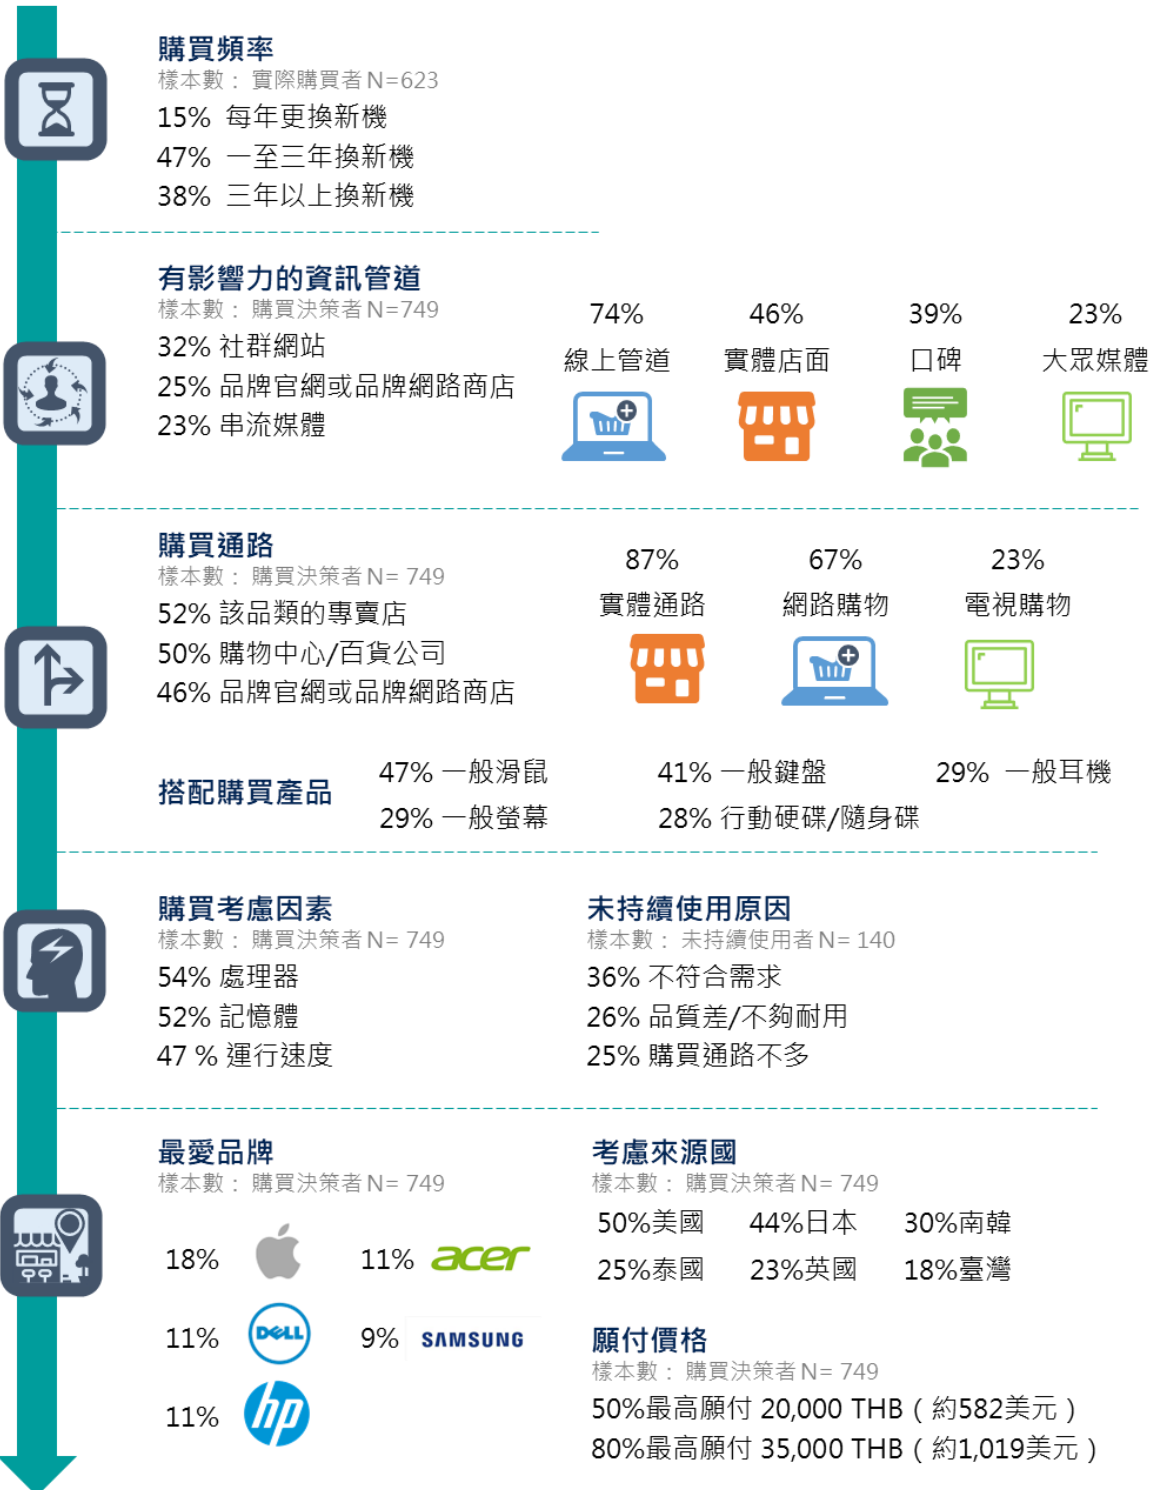 購買頻率
樣本數： 實際購買者 N=623
15% 每年更換新機
47% 一至三年換新機
38% 三年以上換新機
有影響力的資訊管道
樣本數： 購買決策者 N=749
32% 社群網站
25% 品牌官網或品牌網路商店
23% 串流媒體
74% 46% 39% 23%
線上管道 實體店面 口碑 大眾媒體
購買通路
樣本數： 購買決策者 N= 749
52% 該品類的專賣店
50% 購物中心/百貨公司
46% 品牌官網或品牌網路商店
87% 67% 23%
實體通路 網路購物 電視購物
搭配購買產品
47% 一般滑鼠 41% 一般鍵盤 29% 一般耳機
29% 一般螢幕 28% 行動硬碟/隨身碟
購買考慮因素
樣本數： 購買決策者 N= 749
54% 處理器
52% 記憶體
47 % 運行速度
未持續使用原因
樣本數： 未持續使用者 N= 140
36% 不符合需求
26% 品質差/不夠耐用
25% 購買通路不多
最愛品牌
樣本數： 購買決策者 N= 749
18% 11% acer
11% DELL 9% SAMSUNG
11% hp
考慮來源國
樣本數： 購買決策者 N= 749
50%美國 44%日本 30%南韓
25%泰國 23%英國 18%臺灣
願付價格
樣本數： 購買決策者 N= 749
50%最高願付 20,000 THB（約582美元）
80%最高願付 35,000 THB（約1,019美元）